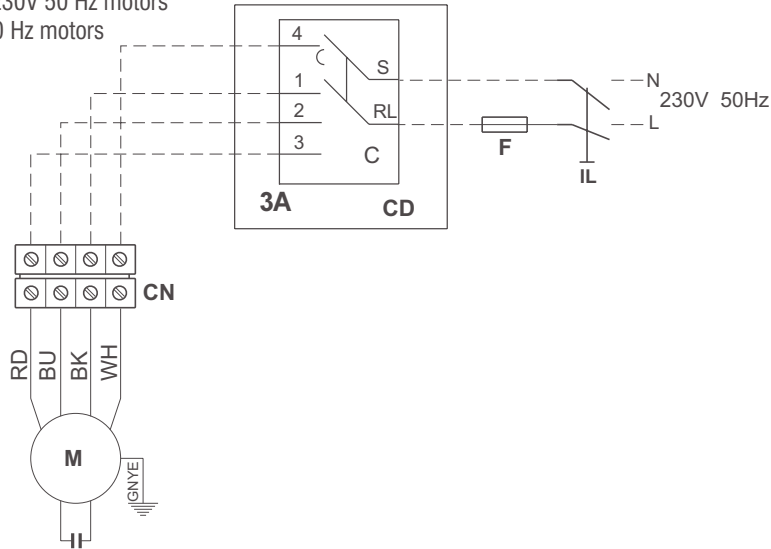 230V 50 Hz motors
0 Hz motors
4
S
N
230V 50Hz
1
2
RL
L
3
C
F
IL
3A
CD
CN
RD
BU
BK
WH
M
GNYE